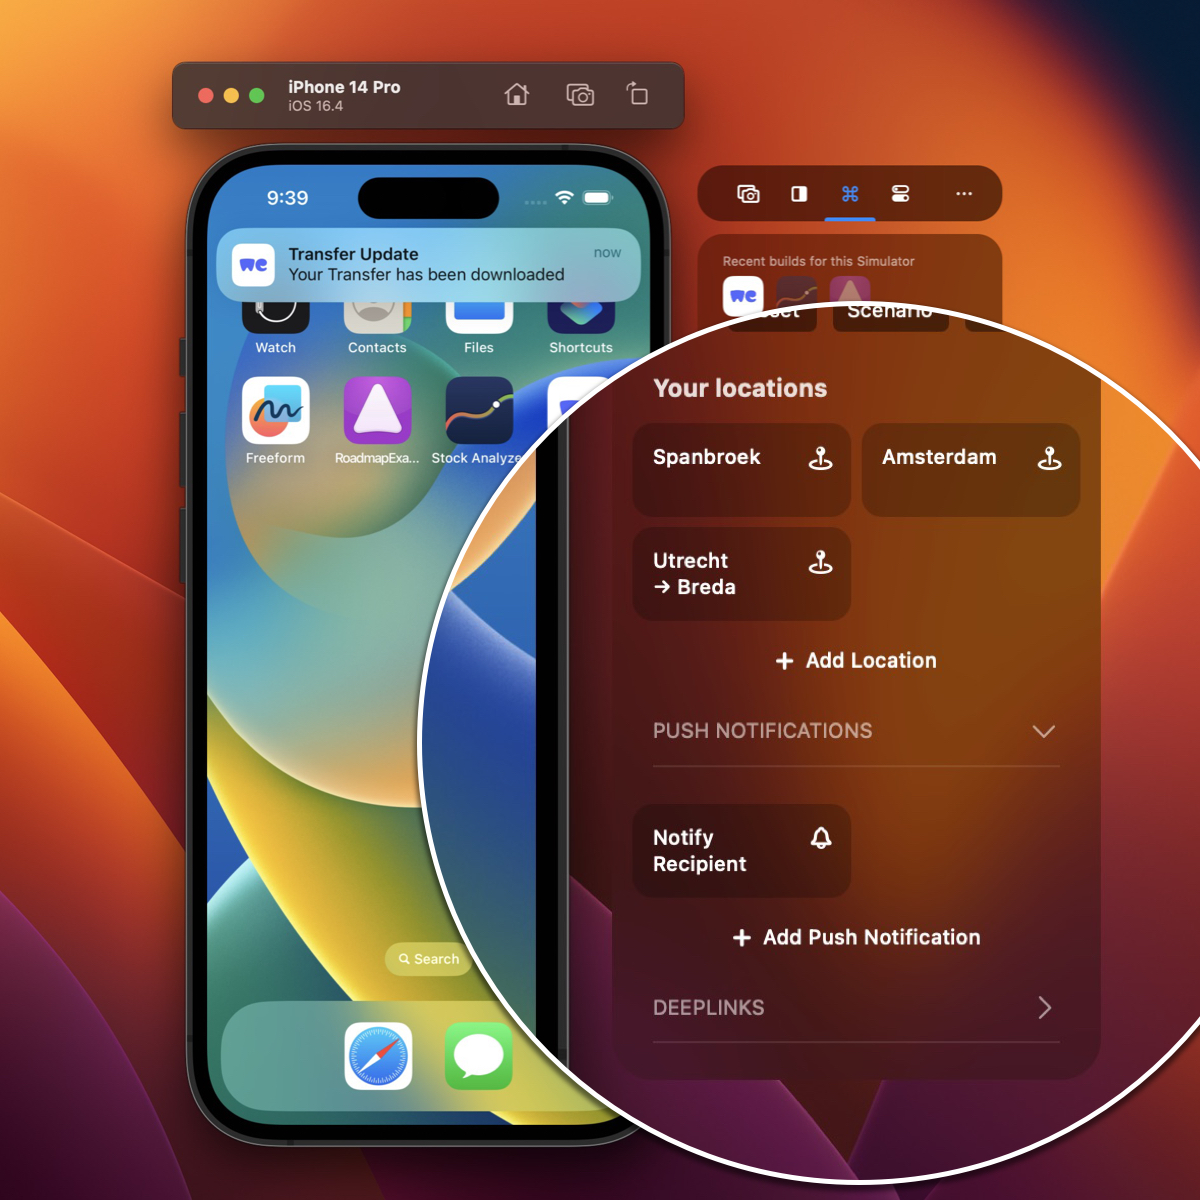 iPhone 14 Pro
iOS 16.4
9:39
Transfer Update
now
Your Transfer has been downloaded
we
Watch
Contacts
Files
Shortcuts
Freeform
RoadmapExa...
Stock Analyze
Search
Recent builds for this Simulator
we
Scenario
Your locations
Spanbroek
Amsterdam
Utrecht
→ Breda
+ Add Location
PUSH NOTIFICATIONS
Notify
Recipient
+ Add Push Notification
DEEPLINKS